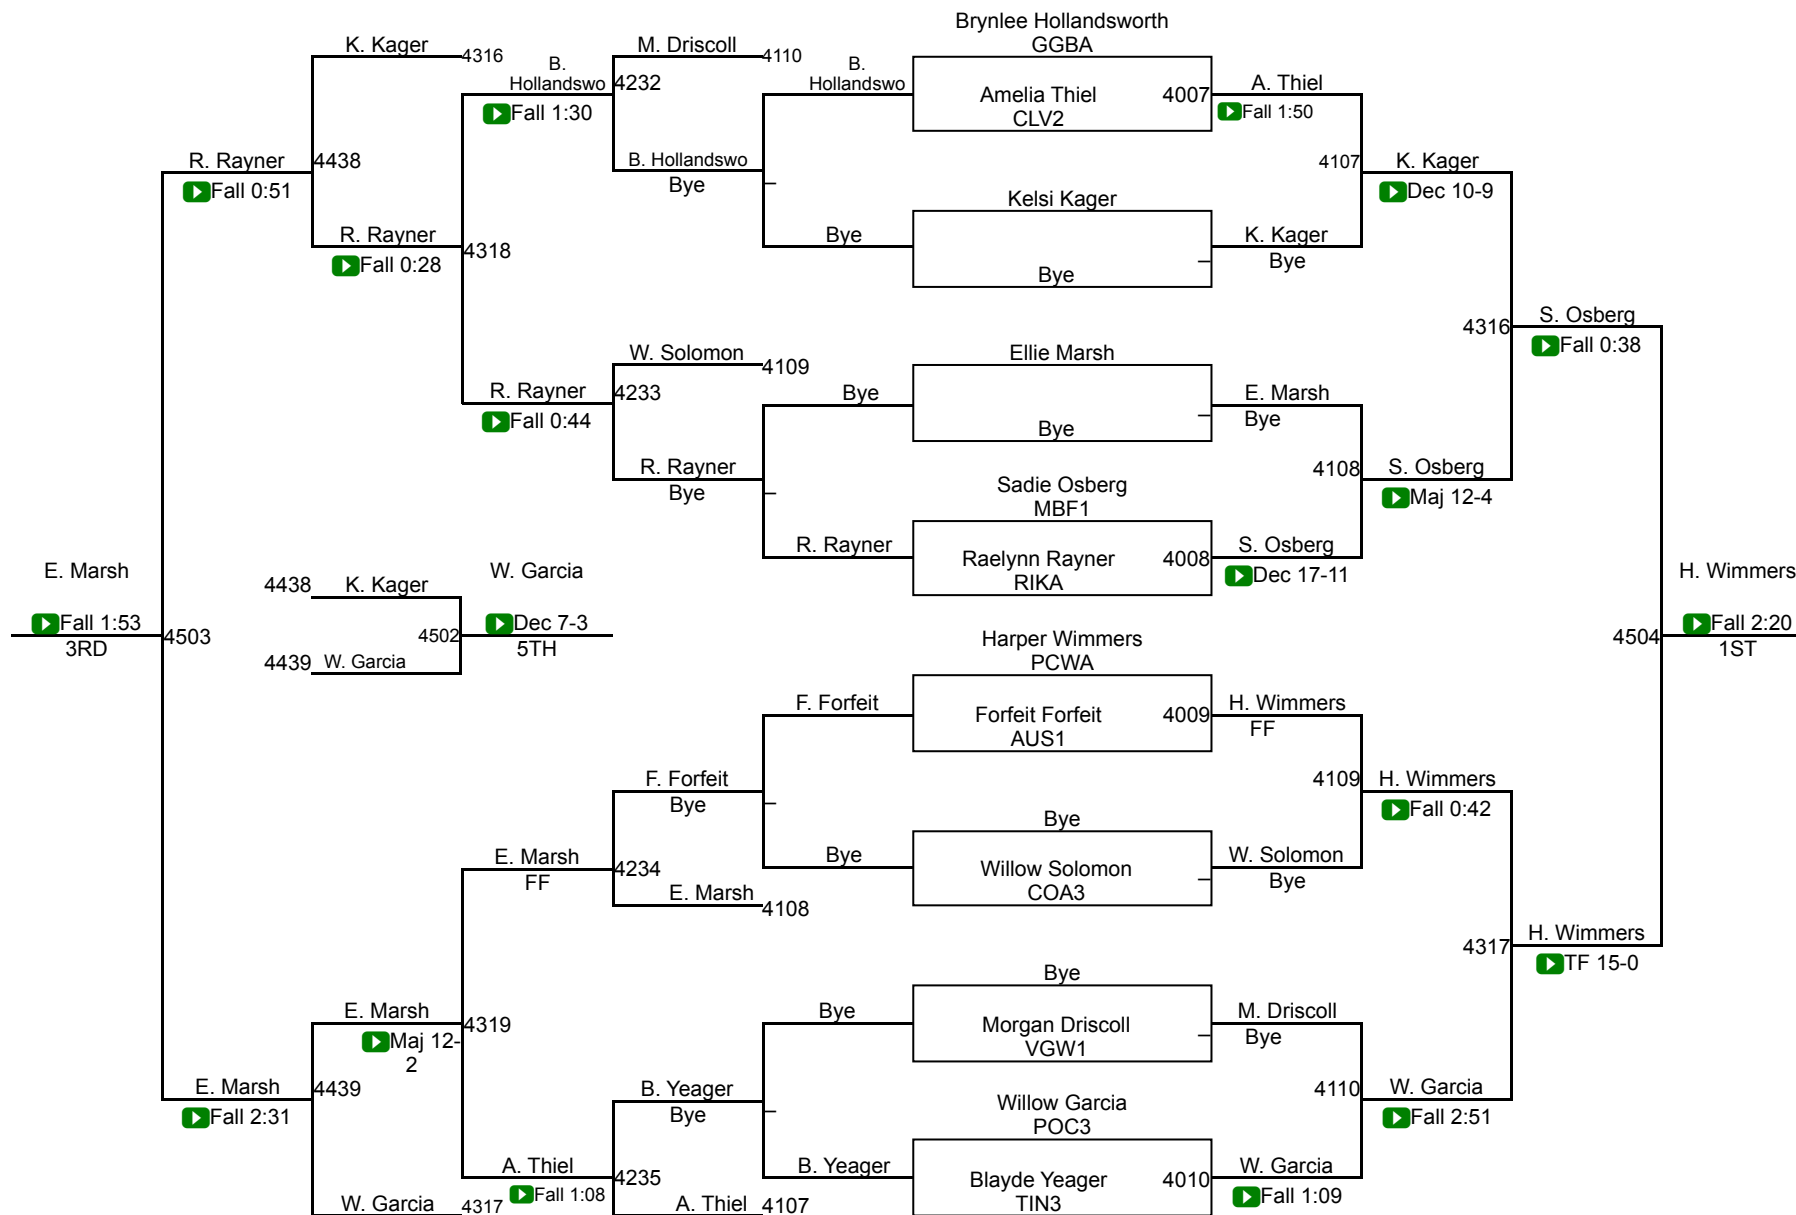 Brynlee Hollandsworth
GGBA
K. Kager
4316
M. Driscoll
4110
B.
Hollandswo
4232
B.
Hollandswo
Amelia Thiel
4007
A. Thiel
CLV2
Fall 1:30
Fall 1:50
R. Rayner
4438
B. Hollandswo
4107
K. Kager
Fall 0:51
Bye
Dec 10-9
Kelsi Kager
R. Rayner
4318
Bye
K. Kager
Fall 0:28
Bye
Bye
S. Osberg
4316
Fall 0:38
W. Solomon
4109
Ellie Marsh
R. Rayner
4233
Bye
E. Marsh
Fall 0:44
Bye
Bye
R. Rayner
4108
S. Osberg
Bye
Sadie Osberg
Maj 12-4
MBF1
R. Rayner
Raelynn Rayner
4008
S. Osberg
RIKA
Dec 17-11
E. Marsh
4438
K. Kager
W. Garcia
H. Wimmers
Fall 1:53
4503
4502
Dec 7-3
4504
Fall 2:20
3RD
5TH
1ST
4439
W. Garcia
Harper Wimmers
PCWA
F. Forfeit
Forfeit Forfeit
4009
H. Wimmers
AUS1
FF
F. Forfeit
4109
H. Wimmers
Bye
Fall 0:42
Bye
E. Marsh
4234
Bye
Willow Solomon
W. Solomon
FF
COA3
Bye
E. Marsh
4108
4317
H. Wimmers
TF 15-0
Bye
E. Marsh
4319
Bye
Morgan Driscoll
M. Driscoll
Maj 12-
2
VGW1
Bye
E. Marsh
4439
B. Yeager
4110
W. Garcia
Fall 2:31
Bye
Willow Garcia
Fall 2:51
POC3
A. Thiel
4235
B. Yeager
Blayde Yeager
4010
W. Garcia
Fall 1:08
TIN3
Fall 1:09
W. Garcia
4317
A. Thiel
4107